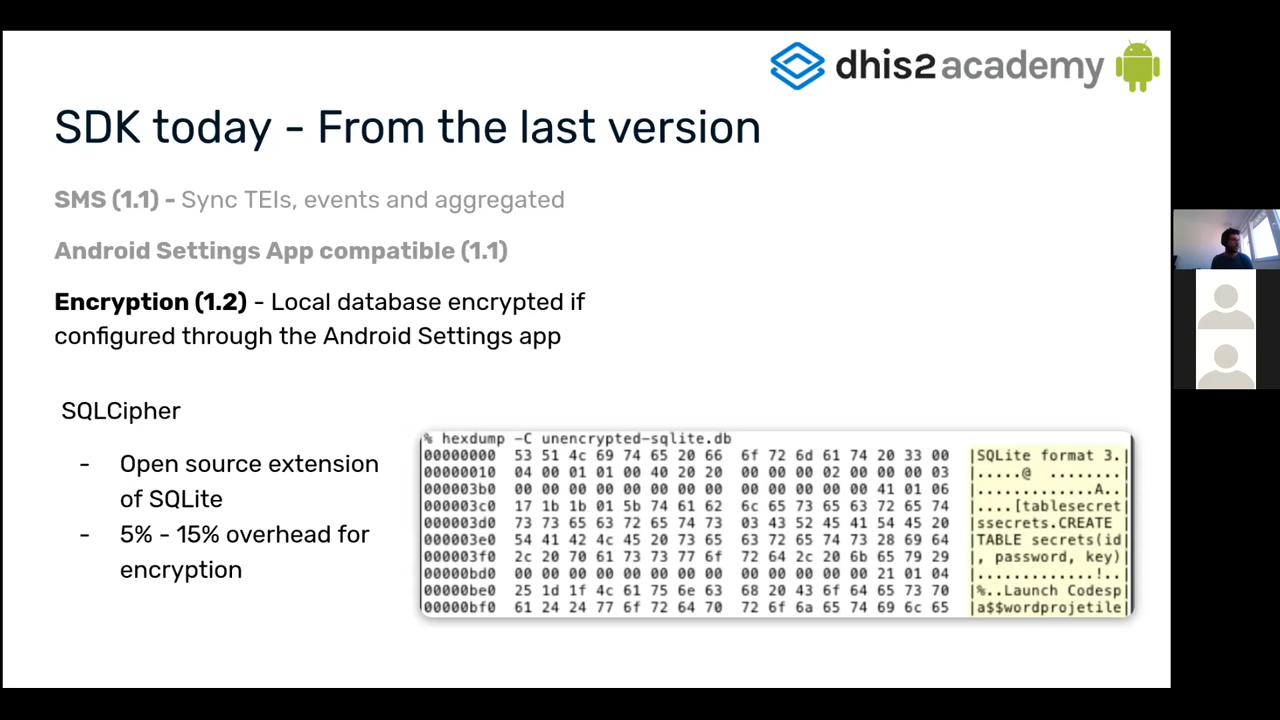 dhis2 academy
SDK today - From the last version
SMS (1.1) - Sync TEIs, events and aggregated
Android Settings App compatible (1.1)
Encryption (1.2) - Local database encrypted if
configured through the Android Settings app
SQLCipher
- Open source extension
of SQLite
- 5% - 15% overhead for
encryption
% hexdump -C unencrypted-sqlite.db
00000000 53 51 4c 69 74 65 20 66 6f 72 6d 61 74 20 33 00 |SQLite format 3.|
00000010 04 00 01 01 00 40 20 20 00 00 00 02 00 00 00 03 |.....@ ........|
000003b0 00 00 00 00 00 00 00 00 00 00 00 00 00 41 01 06 |.............A..|
000003c0 17 1b 1b 01 5b 74 61 62 6c 65 73 65 63 72 65 74 |....[tablesecret|
000003d0 73 73 65 63 72 65 74 73 03 43 52 45 41 54 45 20 |ssecrets.CREATE |
000003e0 54 41 42 4c 45 20 73 65 63 72 65 74 73 28 69 64 |TABLE secrets(id|
000003f0 2c 20 70 61 73 73 77 6f 72 64 2c 20 6b 65 79 29 |, password, key)|
00000bd0 00 00 00 00 00 00 00 00 00 00 00 00 00 21 01 04 |.............!..|
00000be0 25 1d 1f 4c 61 75 6e 63 68 20 43 6f 64 65 73 70 |%..Launch Codesp|
00000bf0 61 24 24 77 6f 72 64 70 72 6f 6a 65 74 69 6c 65 |a$$wordprojetile|